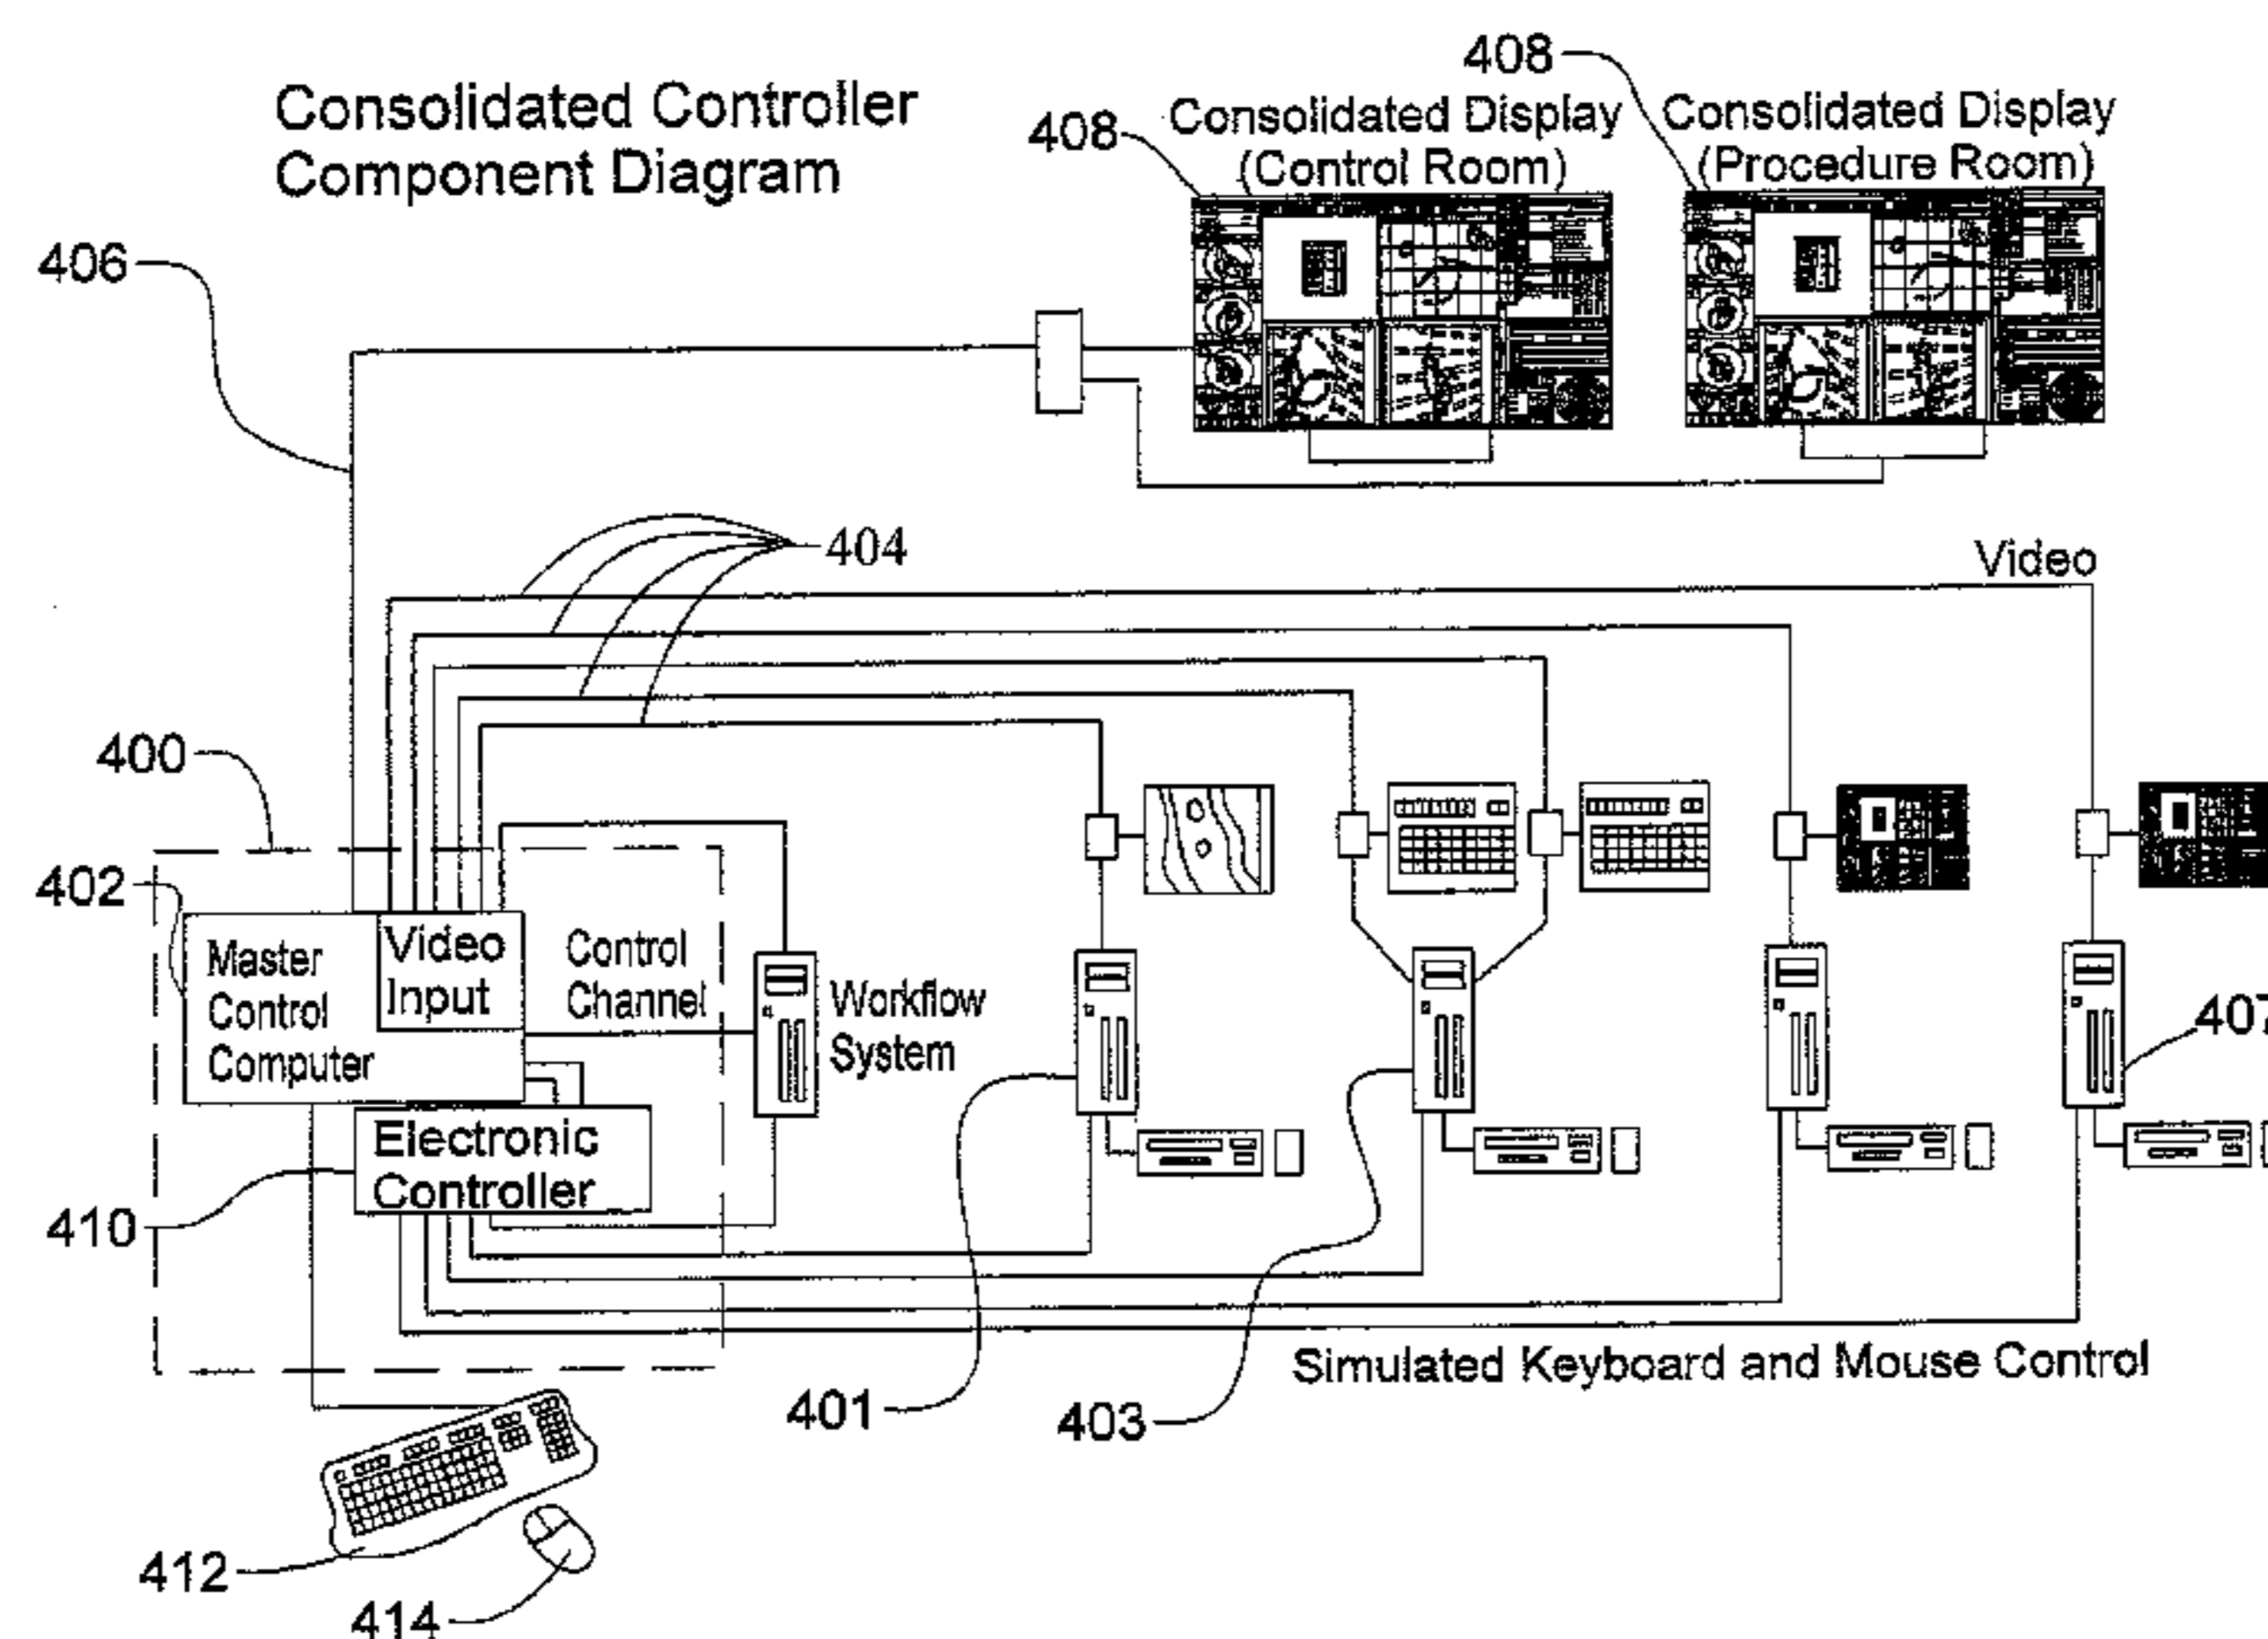 Consolidated Controller
Component Diagram
408
408
Consolidated Display
(Control Room)
Consolidated Display
(Procedure Room)
406
404
Video
400
402
Master
Control
Computer
Video
Input
Control
Channel
Workflow
System
407
Electronic
Controller
410
401
403
Simulated Keyboard and Mouse Control
412
414